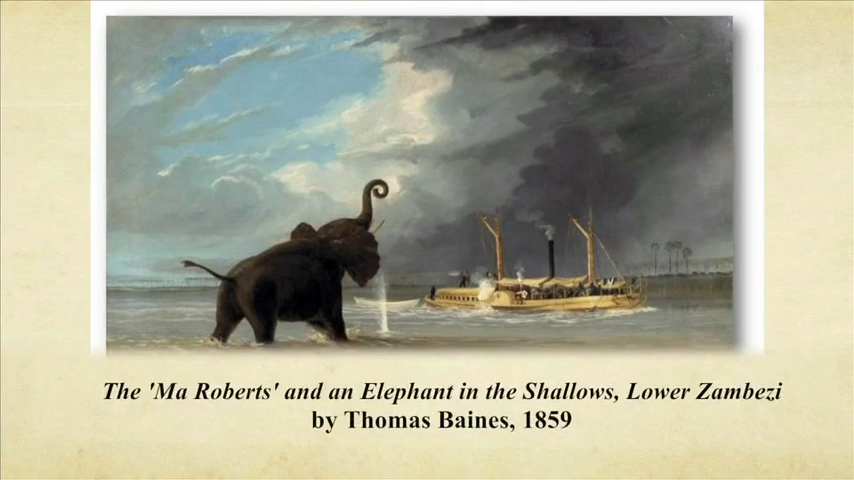 The 'Ma Roberts' and an Elephant in the Shallows, Lower Zambezi
by Thomas Baines, 1859